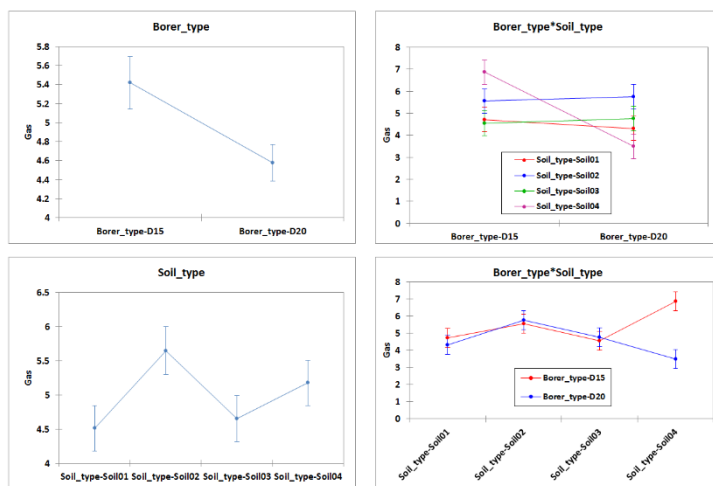 Borer_type
5.8
5.6
5.4
5.2
5
4.8
4.6
4.4
4.2
4
Gas
Borer_type-D15
Borer_type-D20
Borer_type*Soil_type
8
7
6
5
4
3
2
1
0
Gas
Soil_type-Soil01
Soil_type-Soil02
Soil_type-Soil03
Soil_type-Soil04
Borer_type-D15
Borer_type-D20
Soil_type
6.5
6
5.5
5
4.5
4
Gas
Soil_type-Soil01 Soil_type-Soil02 Soil_type-Soil03 Soil_type-Soil04
Borer_type*Soil_type
8
7
6
5
4
3
2
1
0
Gas
Borer_type-D15
Borer_type-D20
Soil_type-Soil01
Soil_type-Soil02
Soil_type-Soil03
Soil_type-Soil04